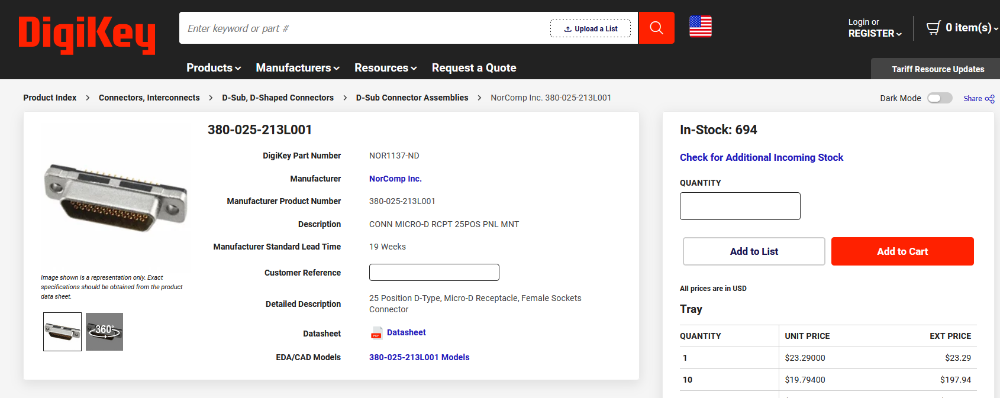 DigiKey
Enter keyword or part #
Upload a List
Login or
REGISTER
0 item(s)
Products
Manufacturers
Resources
Request a Quote
Tariff Resource Updates
Product Index > Connectors, Interconnects > D-Sub, D-Shaped Connectors > D-Sub Connector Assemblies > NorComp Inc. 380-025-213L001
Dark Mode
Share
380-025-213L001
DigiKey Part Number NOR1137-ND
Manufacturer NorComp Inc.
Manufacturer Product Number 380-025-213L001
Description CONN MICRO-D RCPT 25POS PNL MNT
Manufacturer Standard Lead Time 19 Weeks
Customer Reference
Detailed Description 25 Position D-Type, Micro-D Receptacle, Female Sockets
Connector
Datasheet PDF Datasheet
EDA/CAD Models 380-025-213L001 Models
Image shown is a representation only. Exact
specifications should be obtained from the product
data sheet.
360°
In-Stock: 694
Check for Additional Incoming Stock
QUANTITY
Add to List
Add to Cart
All prices are in USD
Tray
QUANTITY UNIT PRICE EXT PRICE
1 $23.29000 $23.29
10 $19.79400 $197.94